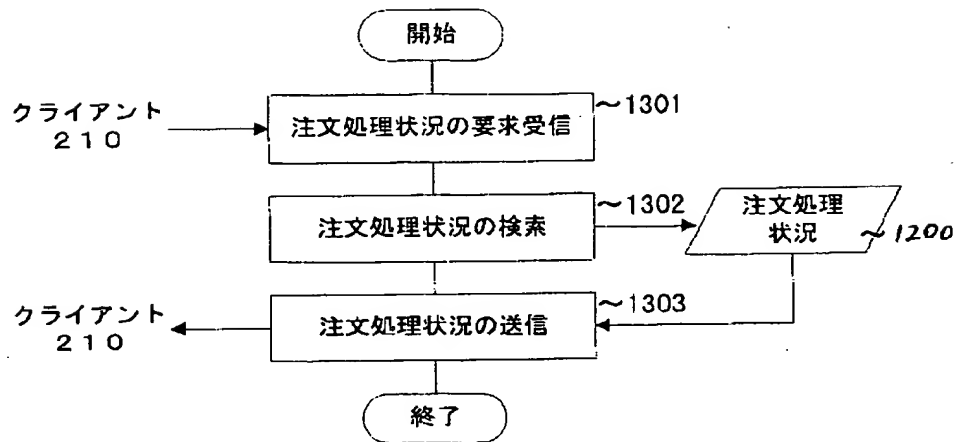 開始
クライアント
210
注文処理状況の要求受信
～1301
注文処理状況の検索
～1302
注文処理
状況
～1200
クライアント
210
注文処理状況の送信
～1303
終了